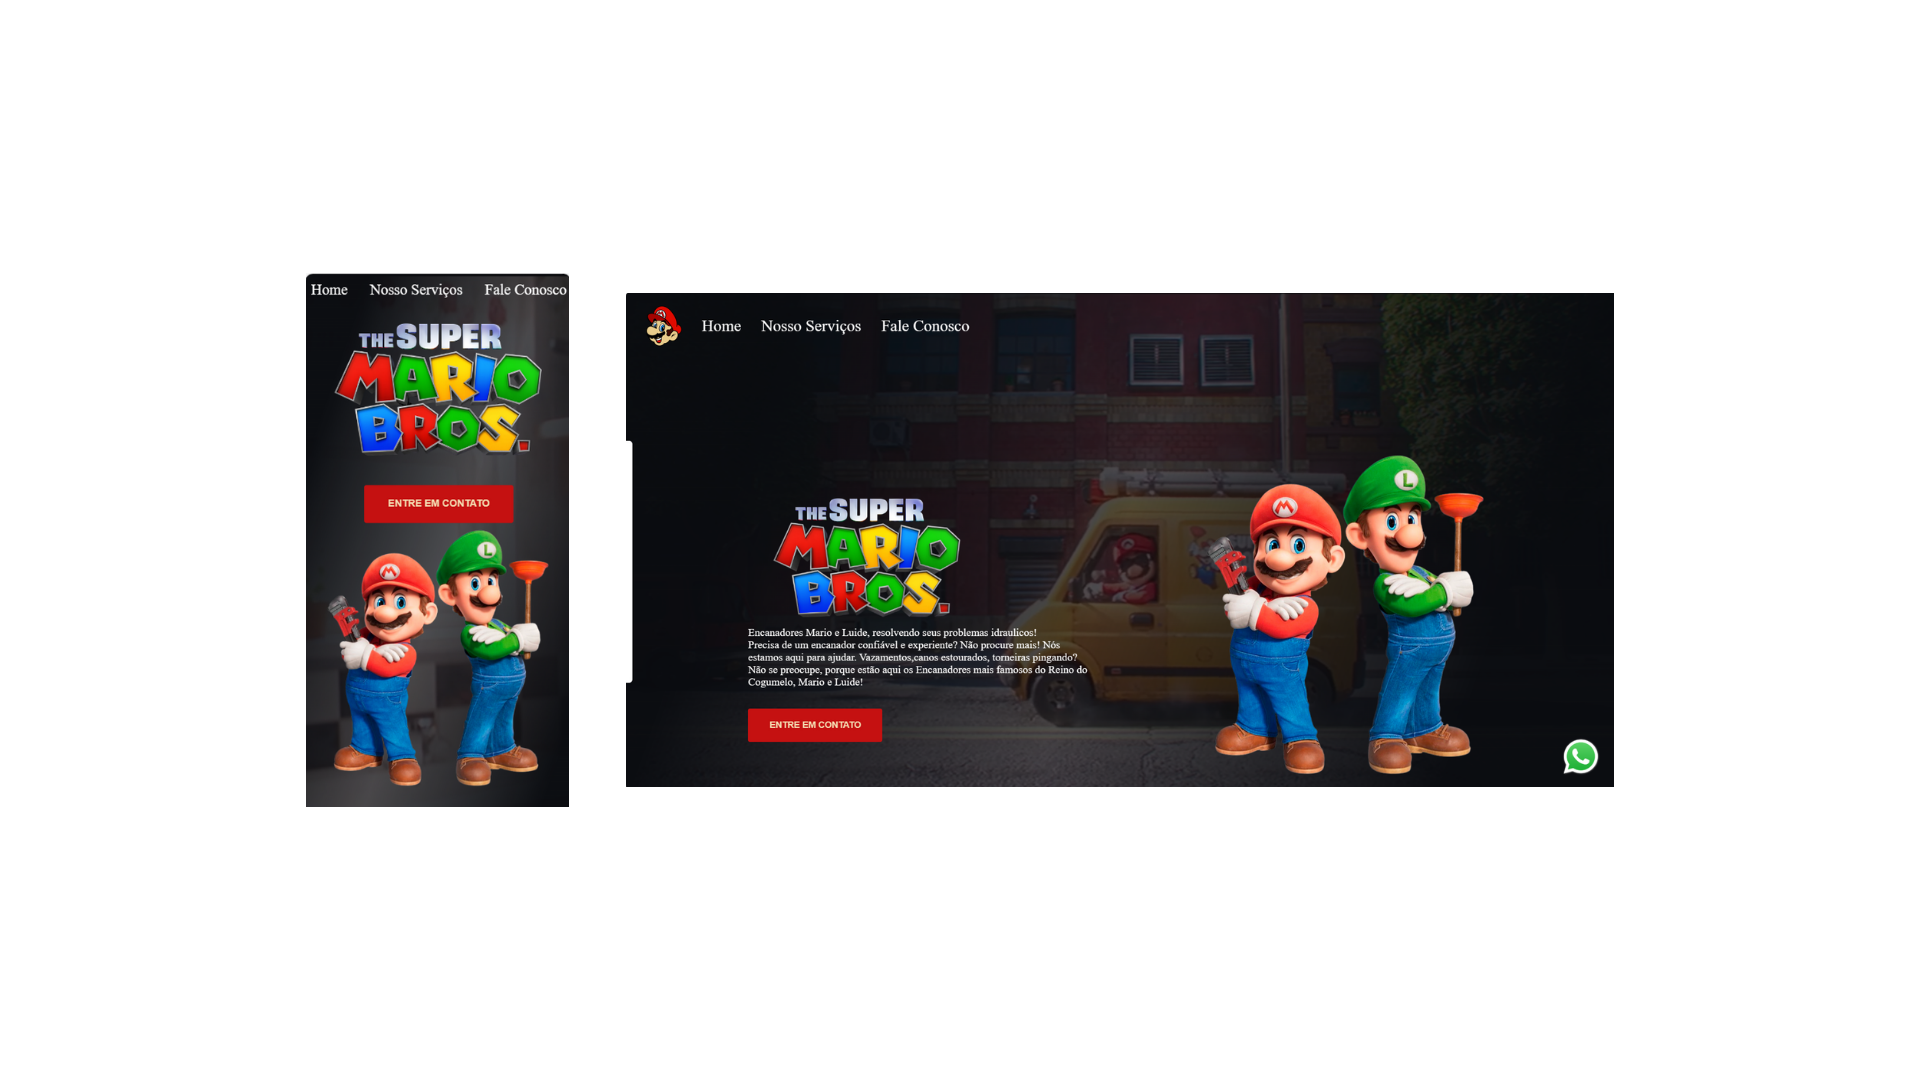 Home Nosso Serviços Fale Conosco
THE SUPER
MARIO
BROS.
ENTRE EM CONTATO
M
L
Home Nosso Serviços Fale Conosco
THE SUPER
MARIO
BROS.
Encanadores Mario e Luide, resolvendo seus problemas idraulicos!
Precisa de um encanador confiável e experiente? Não procure mais! Nós
estamos aqui para ajudar. Vazamentos,canos estourados, torneiras pingando?
Não se preocupe, porque estão aqui os Encanadores mais famosos do Reino do
Cogumelo, Mario e Luide!
ENTRE EM CONTATO
M
L